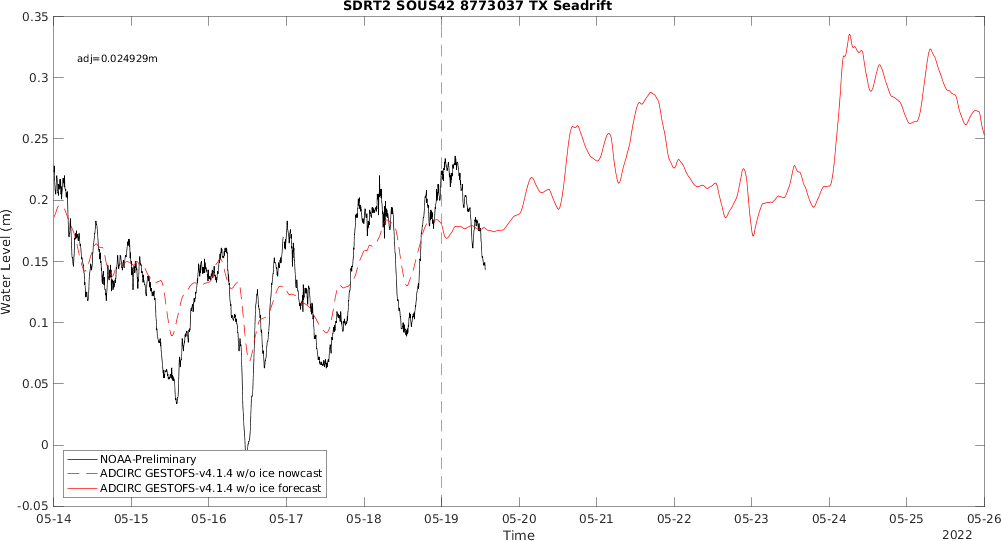 SDRT2 SOUS42 8773037 TX Seadrift
adj=0.024929m
0.35
0.3
0.25
0.2
0.15
0.1
0.05
0
-0.05
Water Level (m)
NOAA-Preliminary
ADCIRC GESTOFS-v4.1.4 w/o ice nowcast
ADCIRC GESTOFS-v4.1.4 w/o ice forecast
05-14 05-15 05-16 05-17 05-18 05-19 05-20 05-21 05-22 05-23 05-24 05-25 05-26
Time
2022